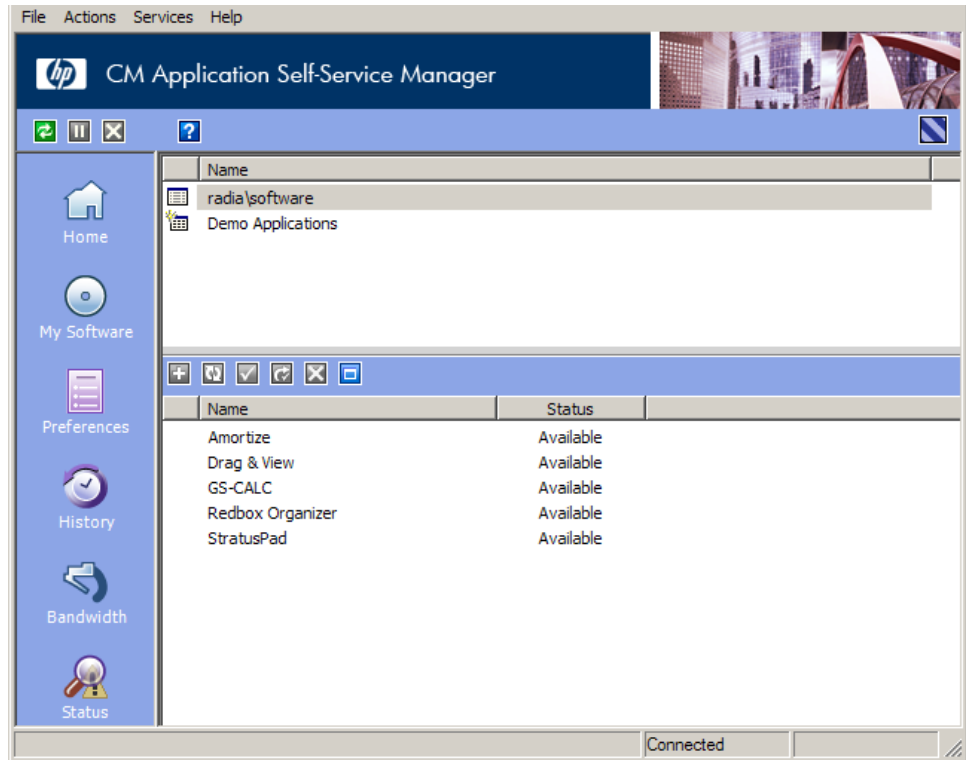 File Actions Services Help
hp CM Application Self-Service Manager
?
Name
radia\software
Demo Applications
Home
My Software
Preferences
History
Bandwidth
Status
Name Status
Amortize Available
Drag & View Available
GS-CALC Available
Redbox Organizer Available
StratusPad Available
Connected